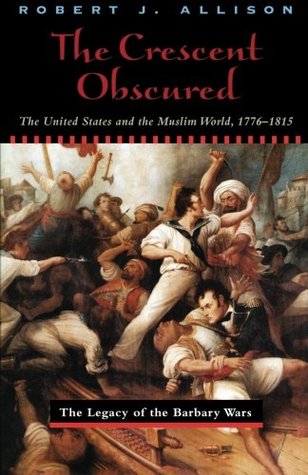 ROBERT J. ALLISON
The Crescent
Obscured
The United States and the Muslim World, 1776–1815
The Legacy of the Barbary Wars